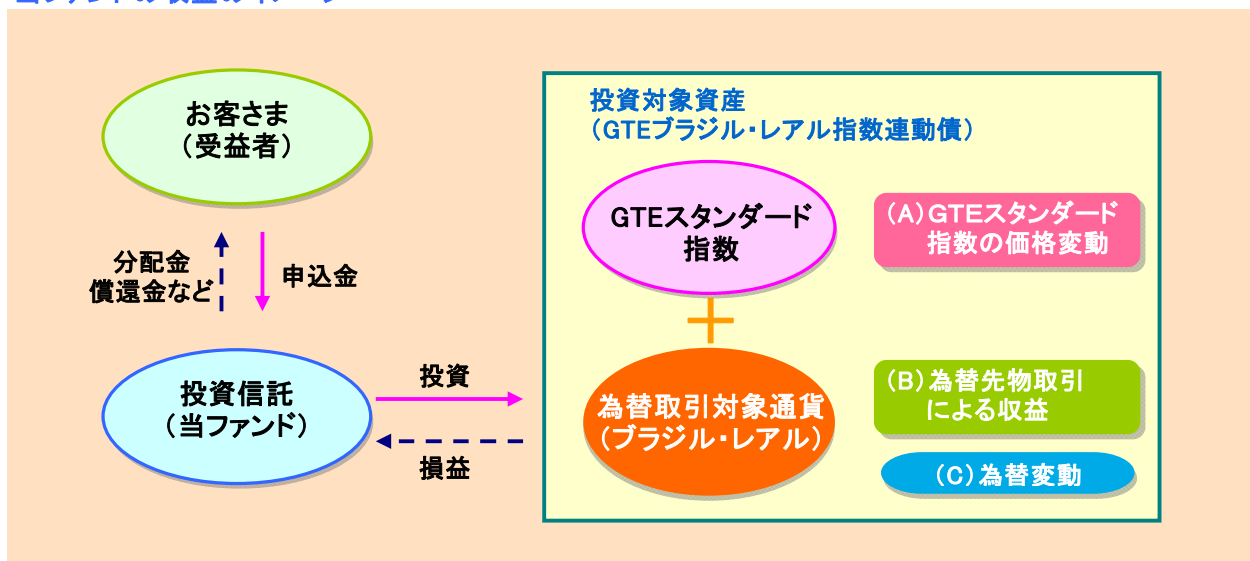 お客さま
（受益者）
分配金
償還金など
申込金
投資信託
（当ファンド）
投資
損益
投資対象資産
（GTEブラジル・レアル指数連動債）
GTEスタンダード
指数
（A）GTEスタンダード
指数の価格変動
＋
為替取引対象通貨
（ブラジル・レアル）
（B）為替先物取引
による収益
（C）為替変動